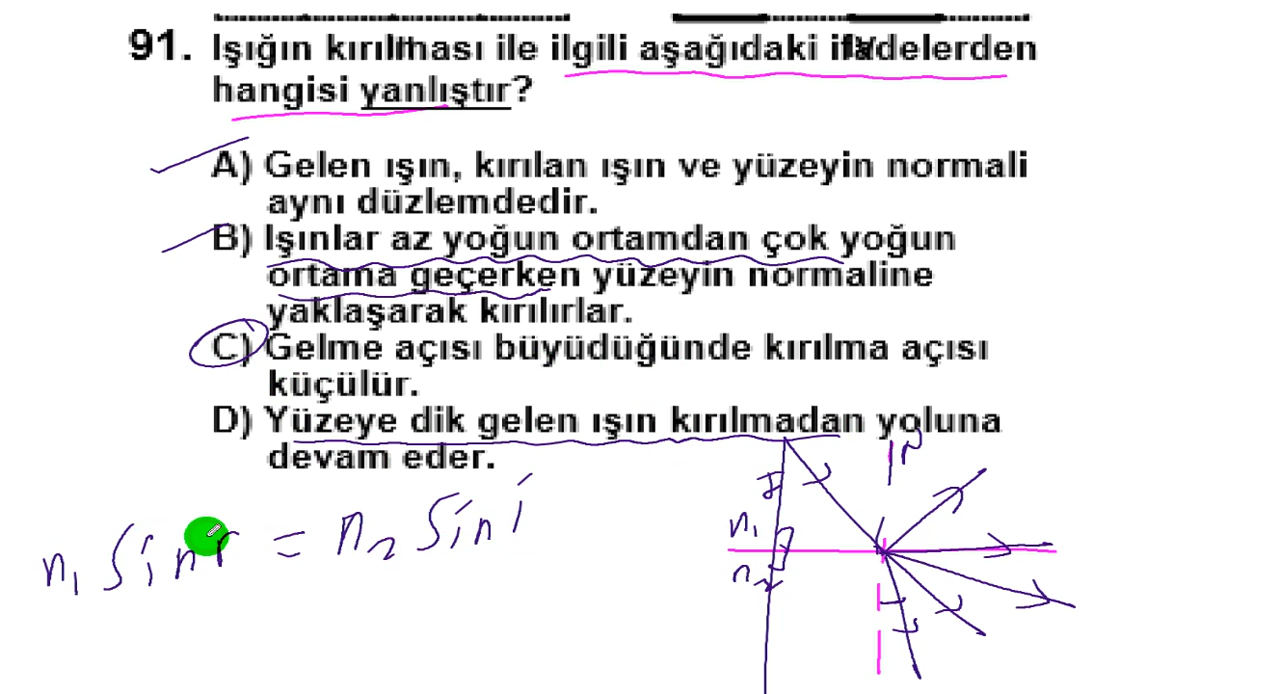 91. Işığın kırılması ile ilgili aşağıdaki ifadelerden
hangisi yanlıştır?
A) Gelen ışın, kırılan ışın ve yüzeyin normali
aynı düzlemdedir.
B) Işınlar az yoğun ortamdan çok yoğun
ortama geçerken yüzeyin normaline
yaklaşarak kırılırlar.
C) Gelme açısı büyüdüğünde kırılma açısı
küçülür.
D) Yüzeye dik gelen ışın kırılmadan yoluna
devam eder.
N
I
n₁
n₂
n₁ Sin r = n₂ Sin i